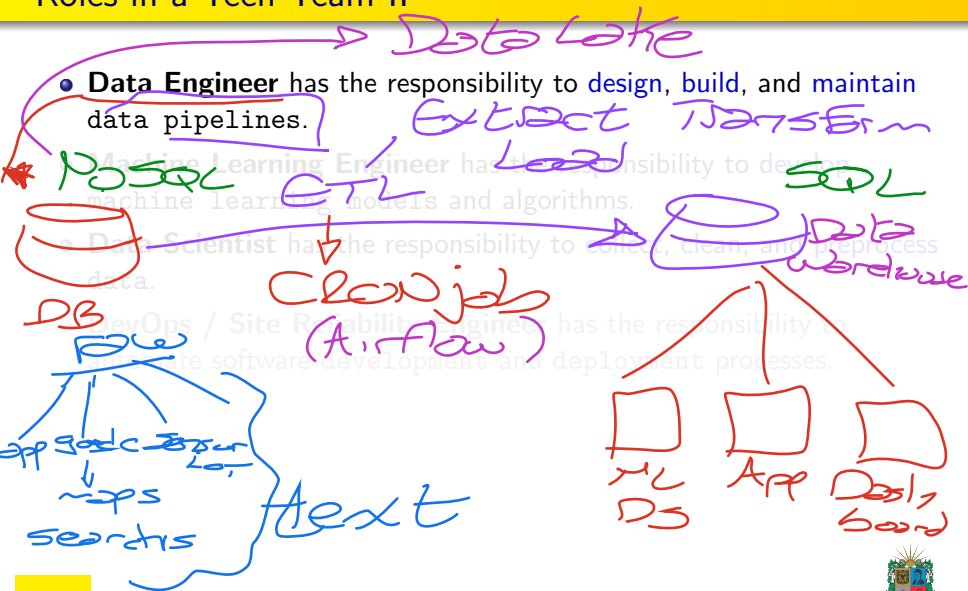 Roles in a Tech Team II
Data Lake
Data Engineer has the responsibility to design, build, and maintain
data pipelines.
Extract Transform
Load
Machine Learning Engineer has the responsibility to develop
machine learning models and algorithms.
NoSQL
ETL
SQL
Data Scientist has the responsibility to collect, clean, and preprocess
data.
Data
Warehouse
DB
CRON job
(Airflow)
DevOps / Site Reliability Engineer has the responsibility to
automate software development and deployment processes.
raw
app
maps
search
text
ML
DS
App
Dash
board